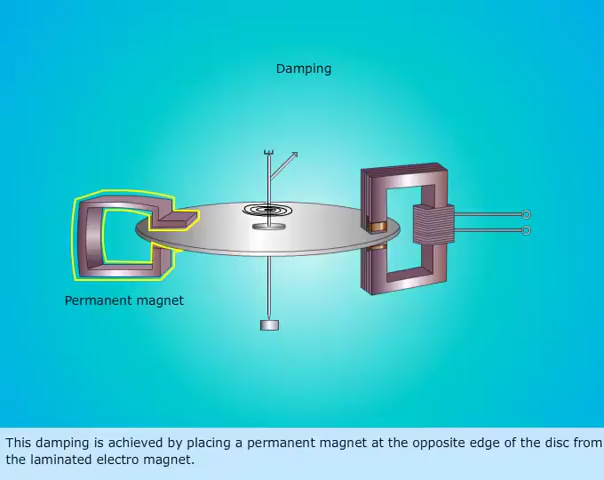 Damping
Permanent magnet
This damping is achieved by placing a permanent magnet at the opposite edge of the disc from
the laminated electro magnet.